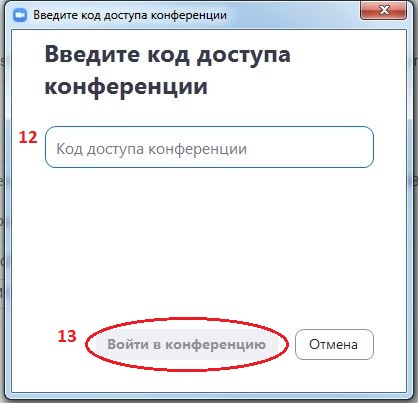 Введите код доступа конференции
Введите код доступа
конференции
12
Код доступа конференции
13
Войти в конференцию
Отмена